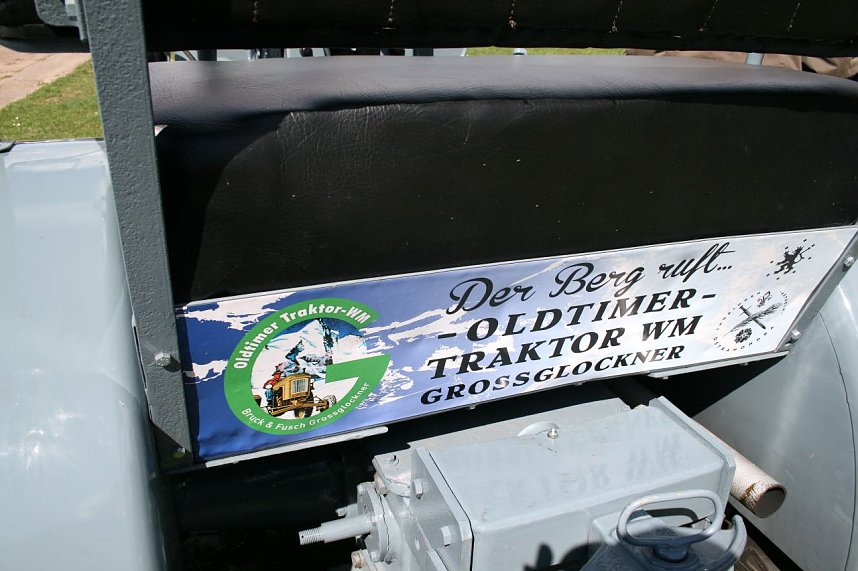 Oldtimer Traktor-WM
Bruck & Fusch Grossglockner
Der Berg ruft...
-OLDTIMER-
TRAKTOR WM
GROSSGLOCKNER